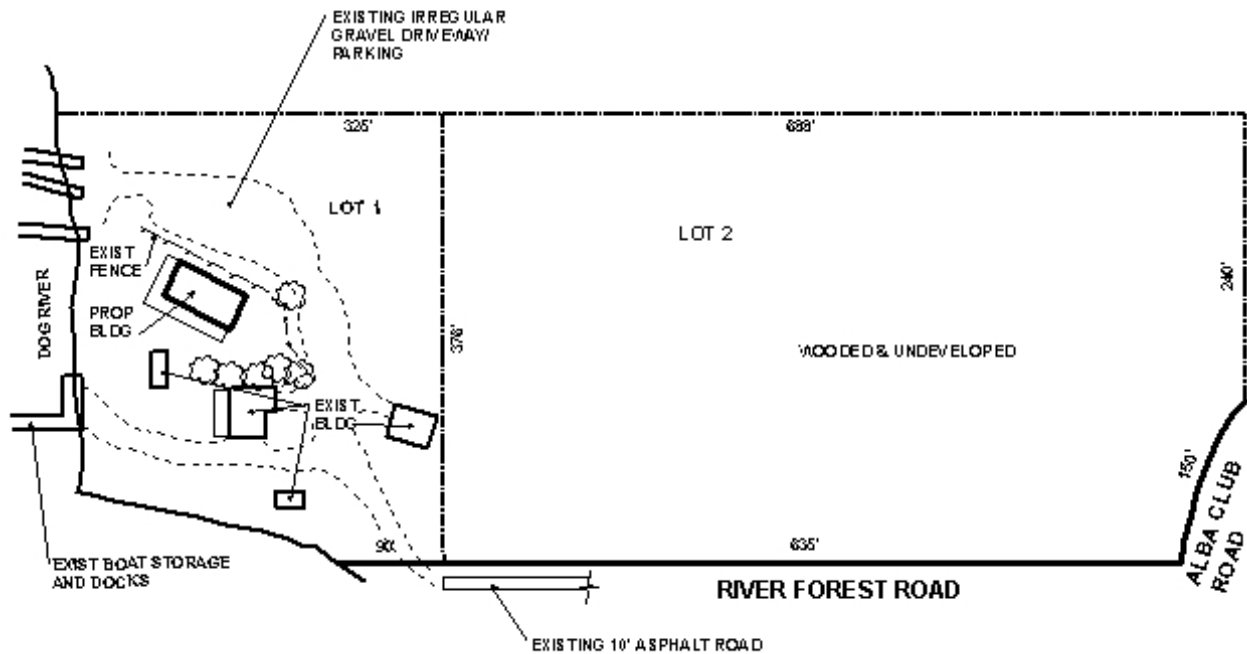 EXISTING IRREGULAR
GRAVEL DRIVEWAY/
PARKING
325'
688'
LOT 1
LOT 2
EXIST
FENCE
DOG RIVER
PROP
BLDG
240'
376'
WOODED & UNDEVELOPED
EXIST
BLDG
150'
ALBA CLUB
ROAD
90'
635'
EXIST BOAT STORAGE
AND DOCKS
RIVER FOREST ROAD
EXISTING 10' ASPHALT ROAD